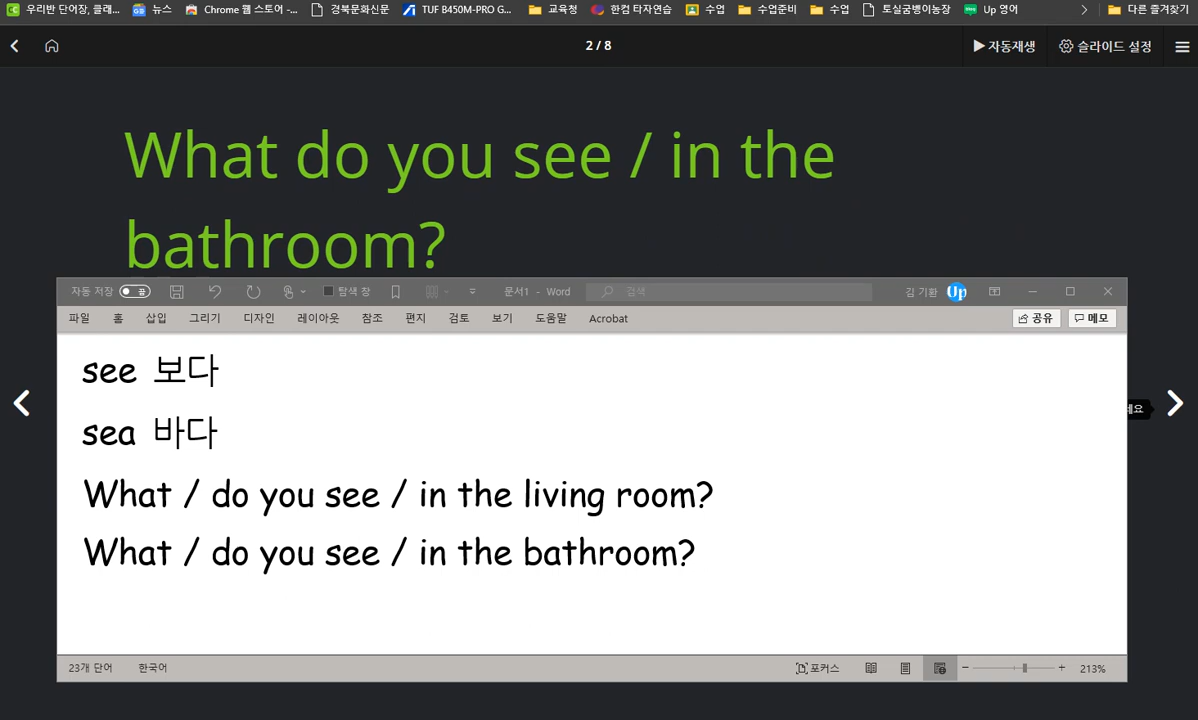 우리반 단어장, 클래... 뉴스 Chrome 웹 스토어 -... 경북문화신문 TUF B450M-PRO G... 교육청 한컴 타자연습 수업 수업준비 수업 토실굼벵이농장 Up 영어 다른 즐겨찾기
2 / 8 자동재생 슬라이드 설정
What do you see / in the
bathroom?
자동 저장 끔 탐색 창 문서1 - Word 검색 김 기환 Up
파일 홈 삽입 그리기 디자인 레이아웃 참조 편지 검토 보기 도움말 Acrobat 공유 메모
see 보다
sea 바다
What / do you see / in the living room?
What / do you see / in the bathroom?
23개 단어 한국어 포커스 213%